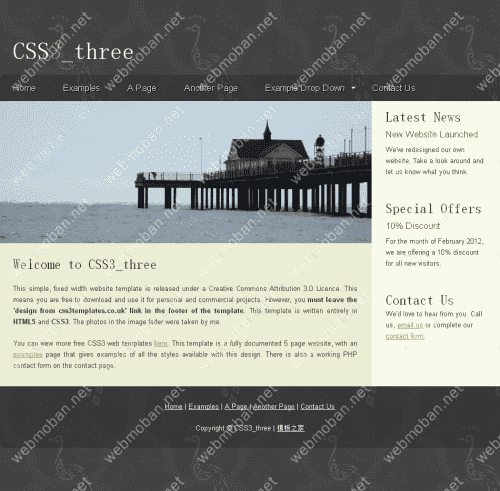 CSS3_three
Home Examples A Page Another Page Example Drop Down Contact Us
Latest News
New Website Launched
We've redesigned our own
website. Take a look around and
let us know what you think.
Special Offers
10% Discount
For the month of February 2012,
we are offering a 10% discount
for all new visitors.
Contact Us
We'd love to hear from you. Call
us, email us or complete our
contact form.
Welcome to CSS3_three
This simple, fixed width website template is released under a Creative Commons Attribution 3.0 Licence. This
means you are free to download and use it for personal and commercial projects. However, you must leave the
'design from css3templates.co.uk' link in the footer of the template. This template is written entirely in
HTML5 and CSS3. The photos in the image fader were taken by me.
You can view more free CSS3 web templates here. This template is a fully documented 5 page website, with an
examples page that gives examples of all the styles available with this design. There is also a working PHP
contact form on the contact page.
Home | Examples | A Page | Another Page | Contact Us
Copyright © CSS3_three | 模板之家
webmoban.net